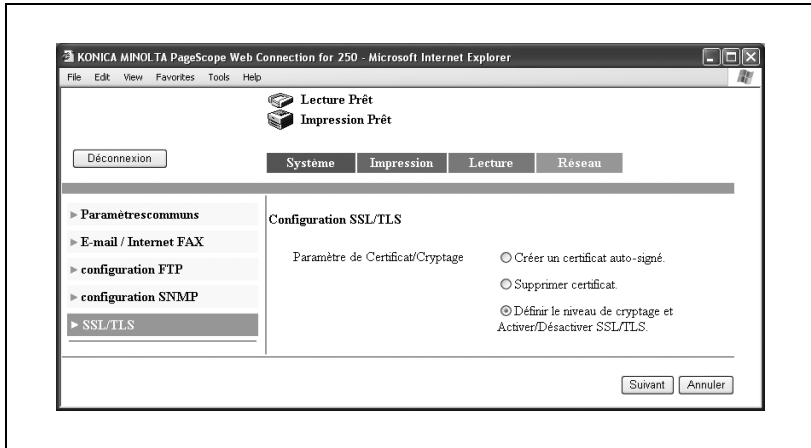 KONICA MINOLTA PageScope Web Connection for 250 - Microsoft Internet Explorer
File Edit View Favorites Tools Help
Lecture Prêt
Impression Prêt
Déconnexion
Système Impression Lecture Réseau
Paramètrescommuns
E-mail / Internet FAX
configuration FTP
configuration SNMP
SSL/TLS
Configuration SSL/TLS
Paramètre de Certificat/Cryptage
Créer un certificat auto-signé.
Supprimer certificat.
Définir le niveau de cryptage et
Activer/Désactiver SSL/TLS.
Suivant Annuler